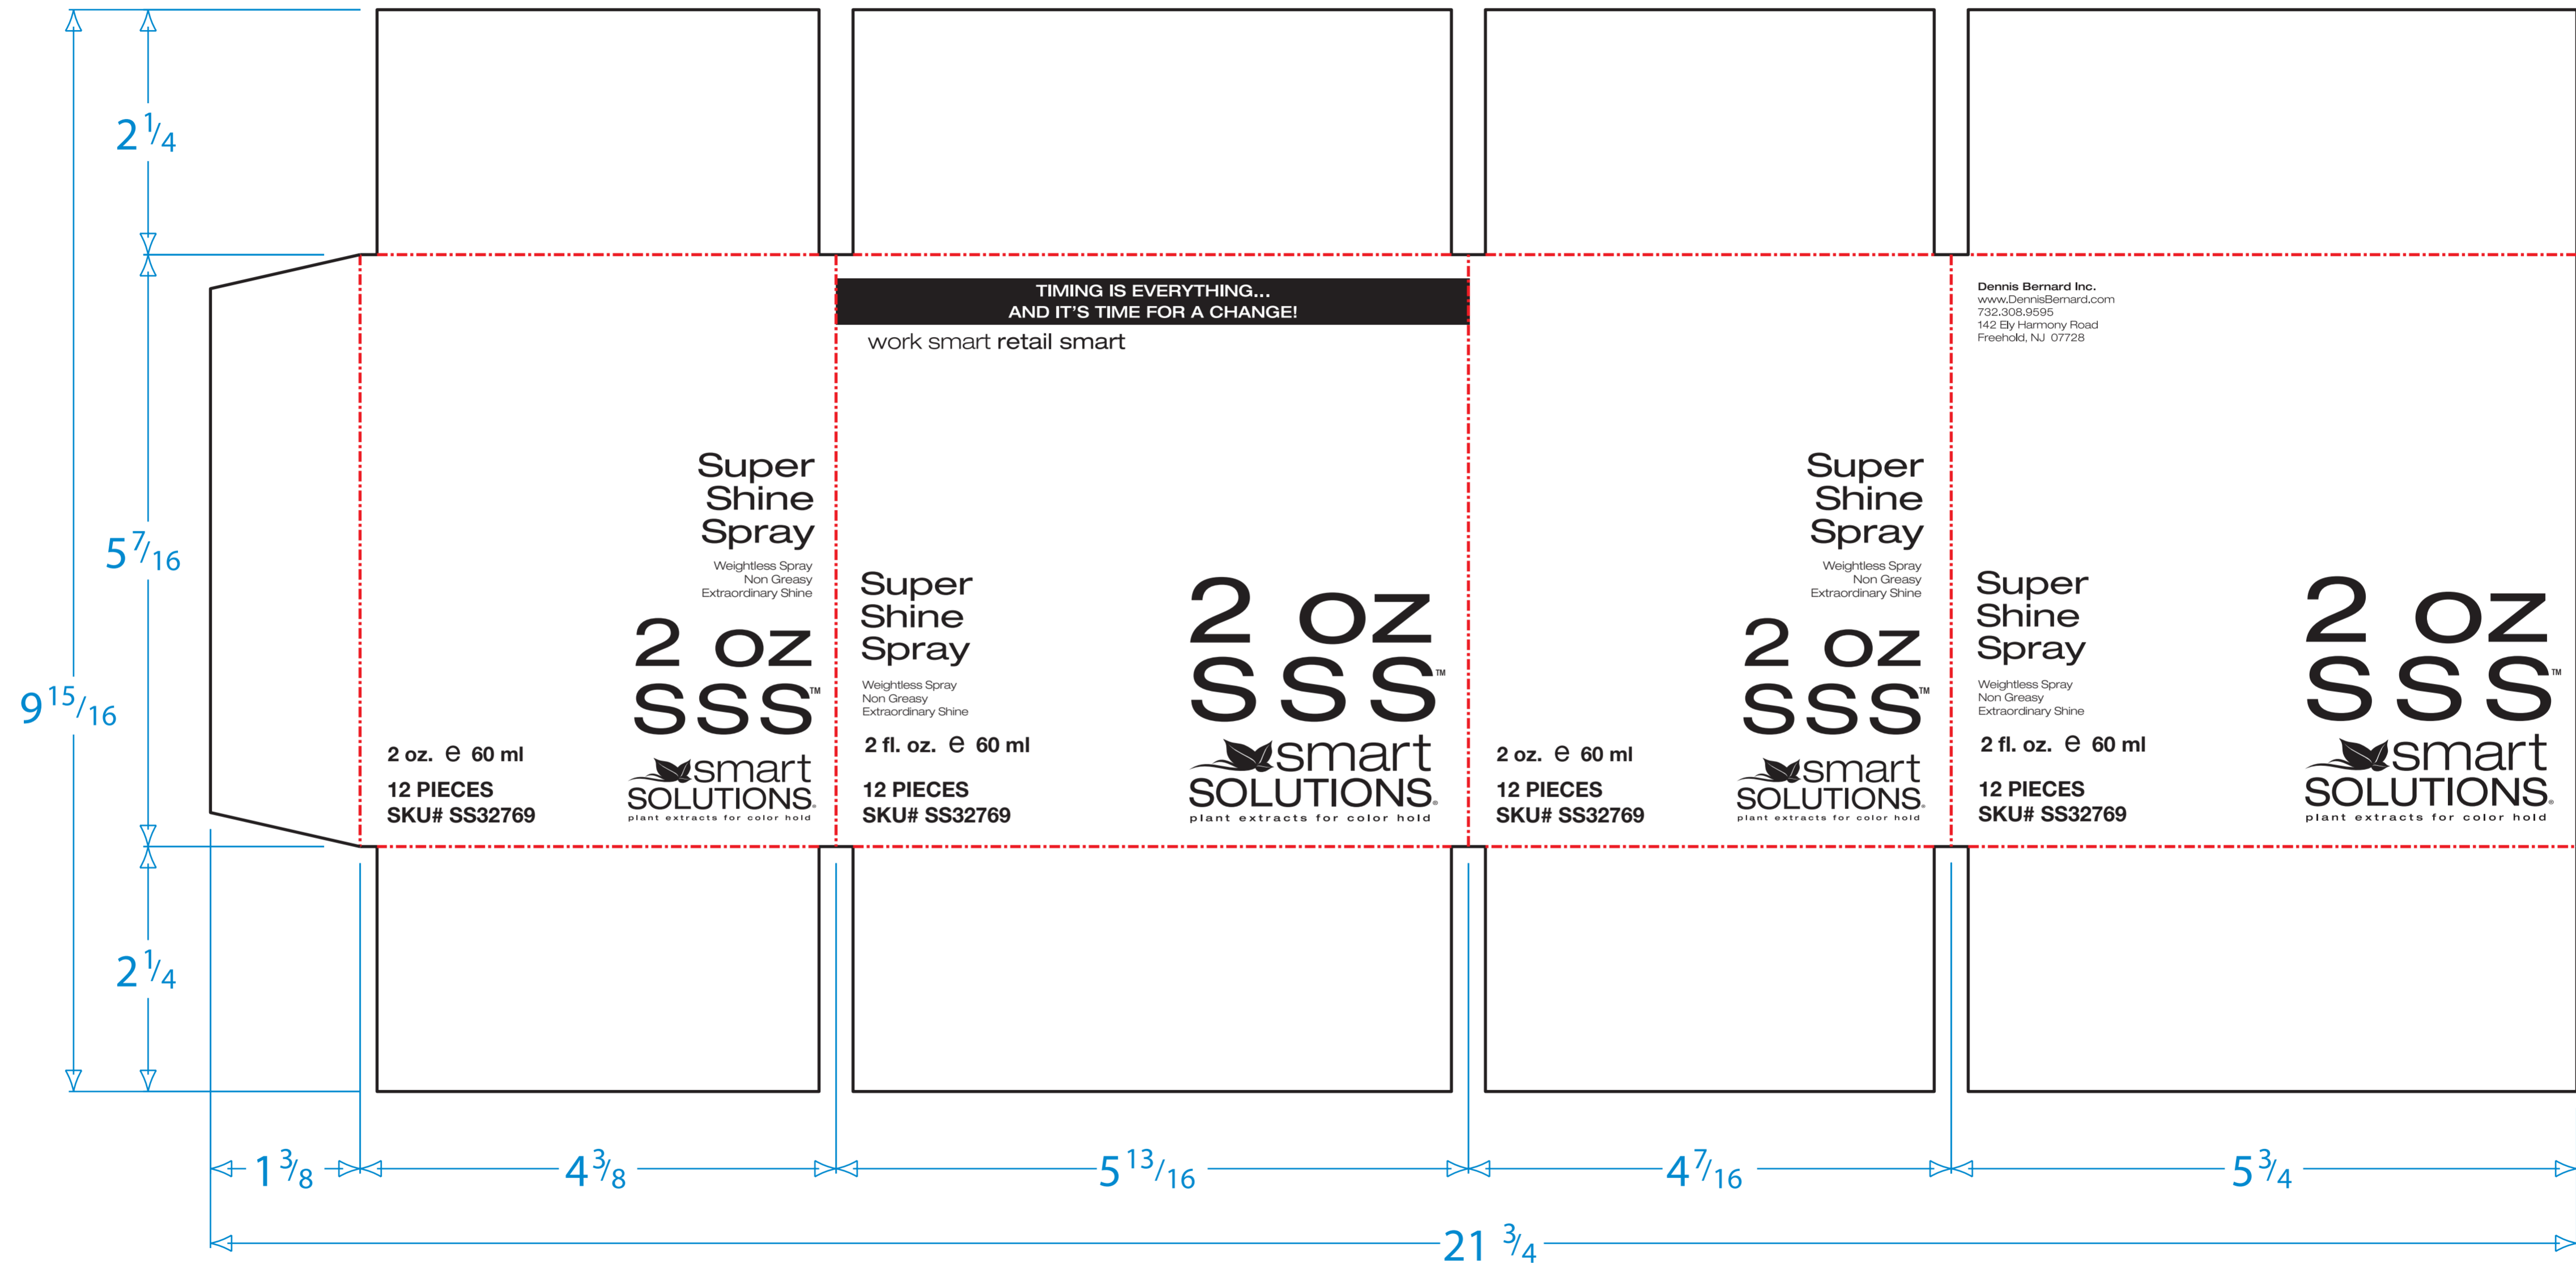 2 1/4
5 7/16
9 15/16
2 1/4
Super
Shine
Spray
Weightless Spray
Non Greasy
Extraordinary Shine
2 oz
SSS™
2 oz. e 60 ml
12 PIECES
SKU# SS32769
smart
SOLUTIONS®
plant extracts for color hold
TIMING IS EVERYTHING...
AND IT'S TIME FOR A CHANGE!
work smart retail smart
Super
Shine
Spray
Weightless Spray
Non Greasy
Extraordinary Shine
2 fl. oz. e 60 ml
12 PIECES
SKU# SS32769
2 oz
SSS™
smart
SOLUTIONS®
plant extracts for color hold
Super
Shine
Spray
Weightless Spray
Non Greasy
Extraordinary Shine
2 oz
SSS™
2 oz. e 60 ml
12 PIECES
SKU# SS32769
smart
SOLUTIONS®
plant extracts for color hold
Dennis Bernard Inc.
www.DennisBernard.com
732.308.9595
142 Ely Harmony Road
Freehold, NJ 07728
Super
Shine
Spray
Weightless Spray
Non Greasy
Extraordinary Shine
2 fl. oz. e 60 ml
12 PIECES
SKU# SS32769
2 oz
SSS™
smart
SOLUTIONS®
plant extracts for color hold
1 3/8
4 3/8
5 13/16
4 7/16
5 3/4
21 3/4